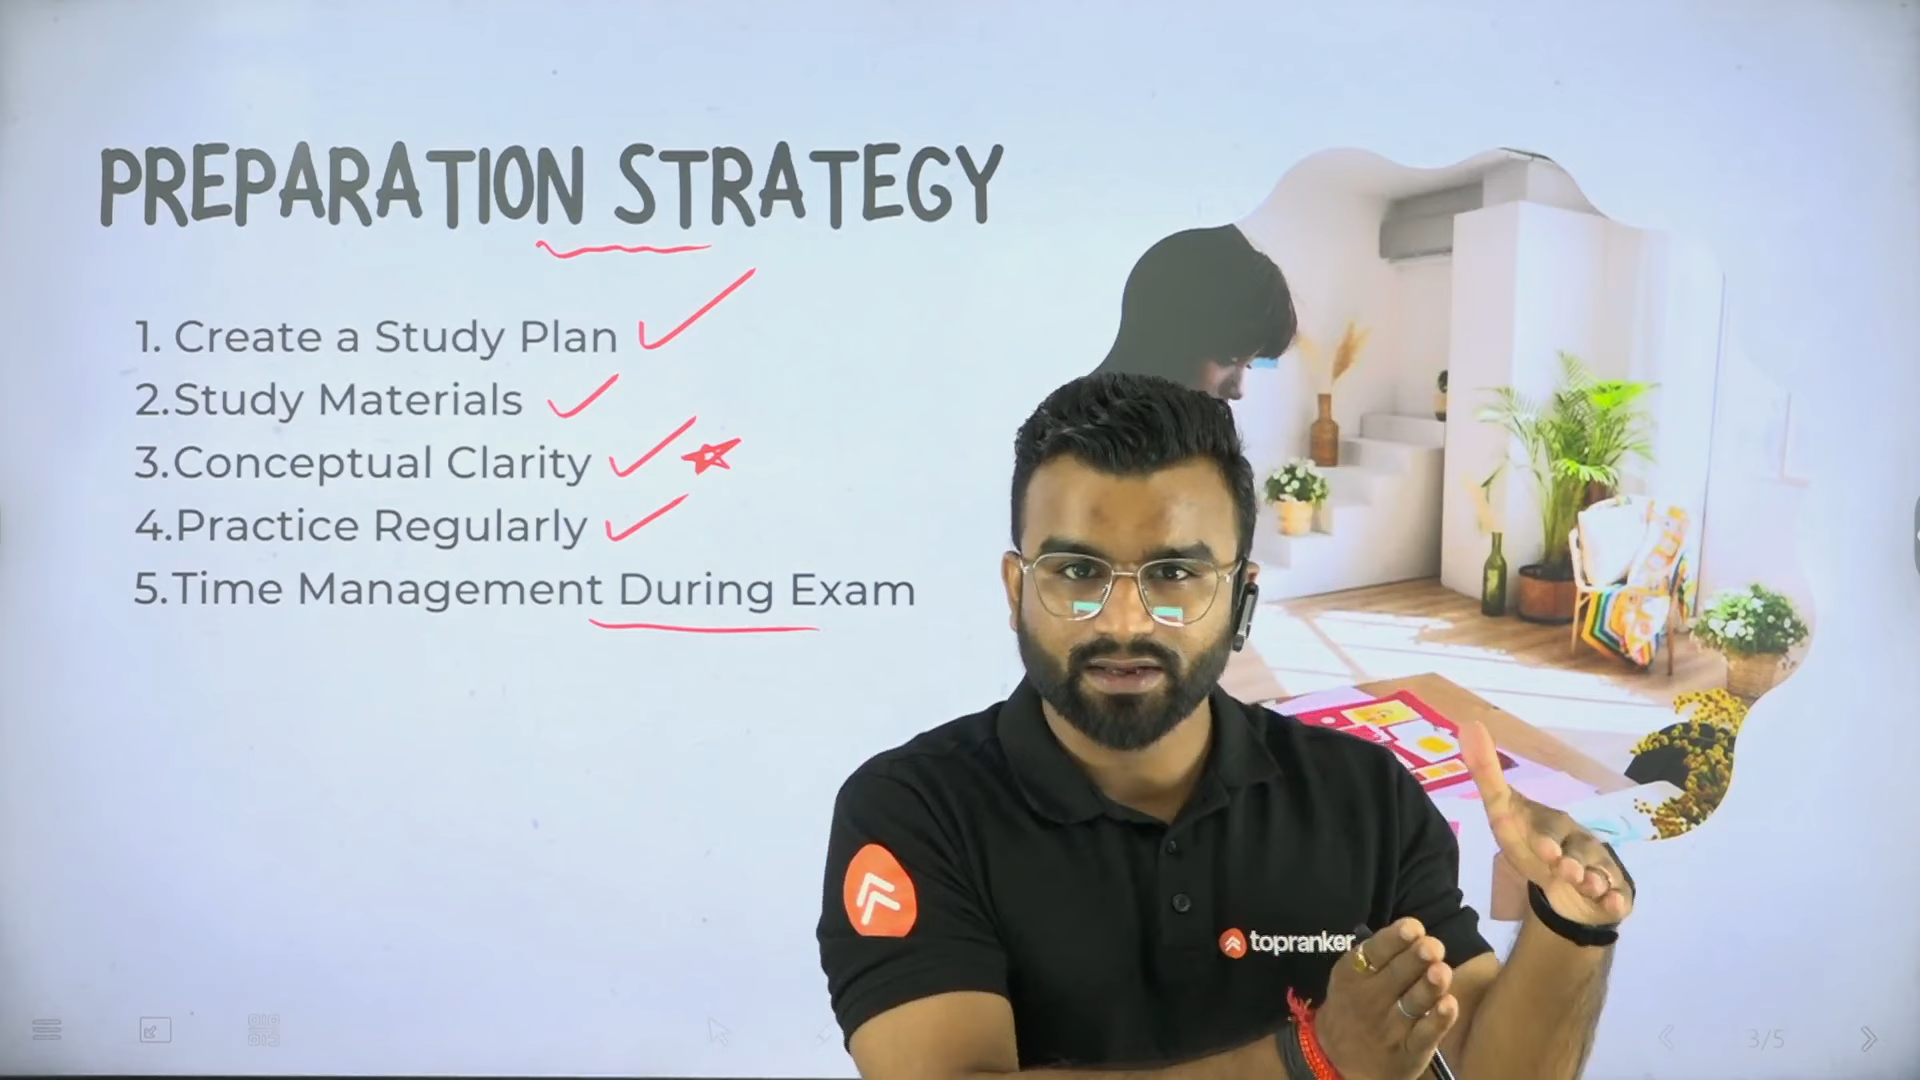 PREPARATION STRATEGY
1. Create a Study Plan
2.Study Materials
3.Conceptual Clarity
4.Practice Regularly
5.Time Management During Exam
topranker
3/5